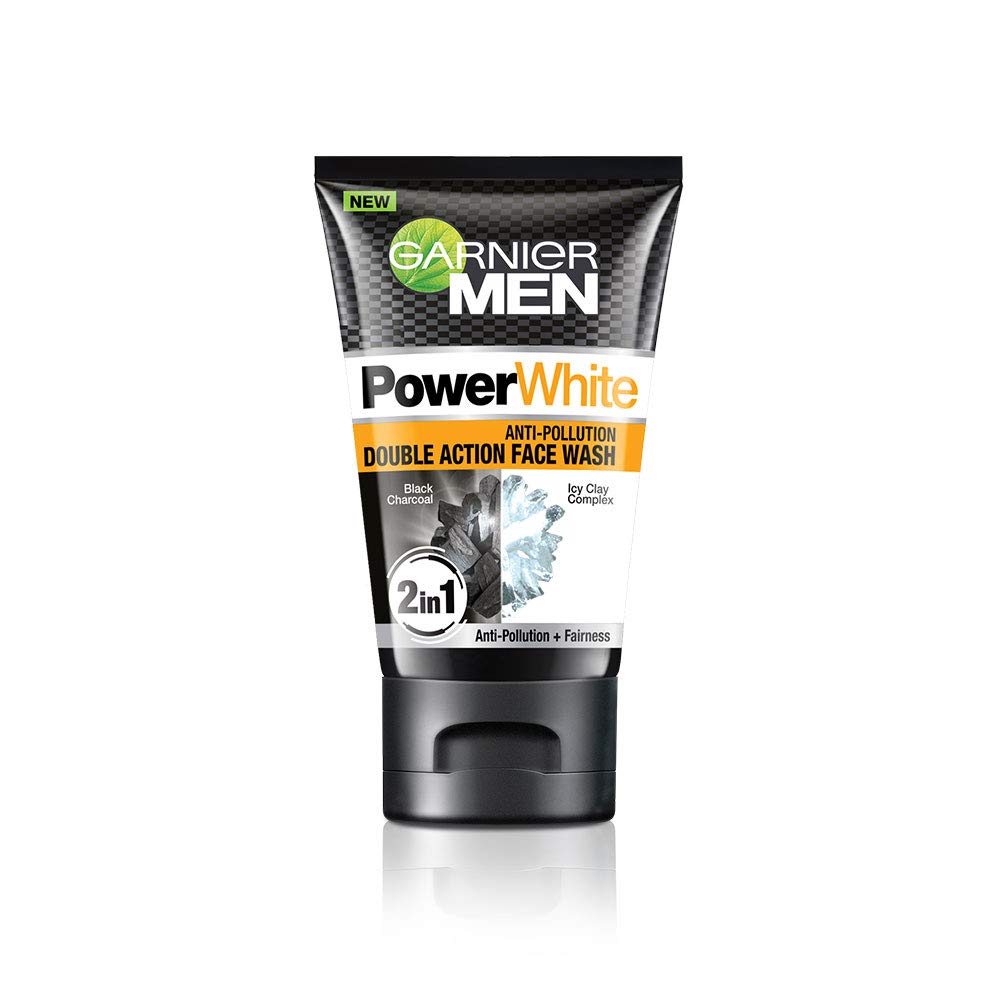 NEW
GARNIER
MEN
PowerWhite
ANTI-POLLUTION
DOUBLE ACTION FACE WASH
Black
Charcoal
Icy Clay
Complex
2in1
Anti-Pollution + Fairness